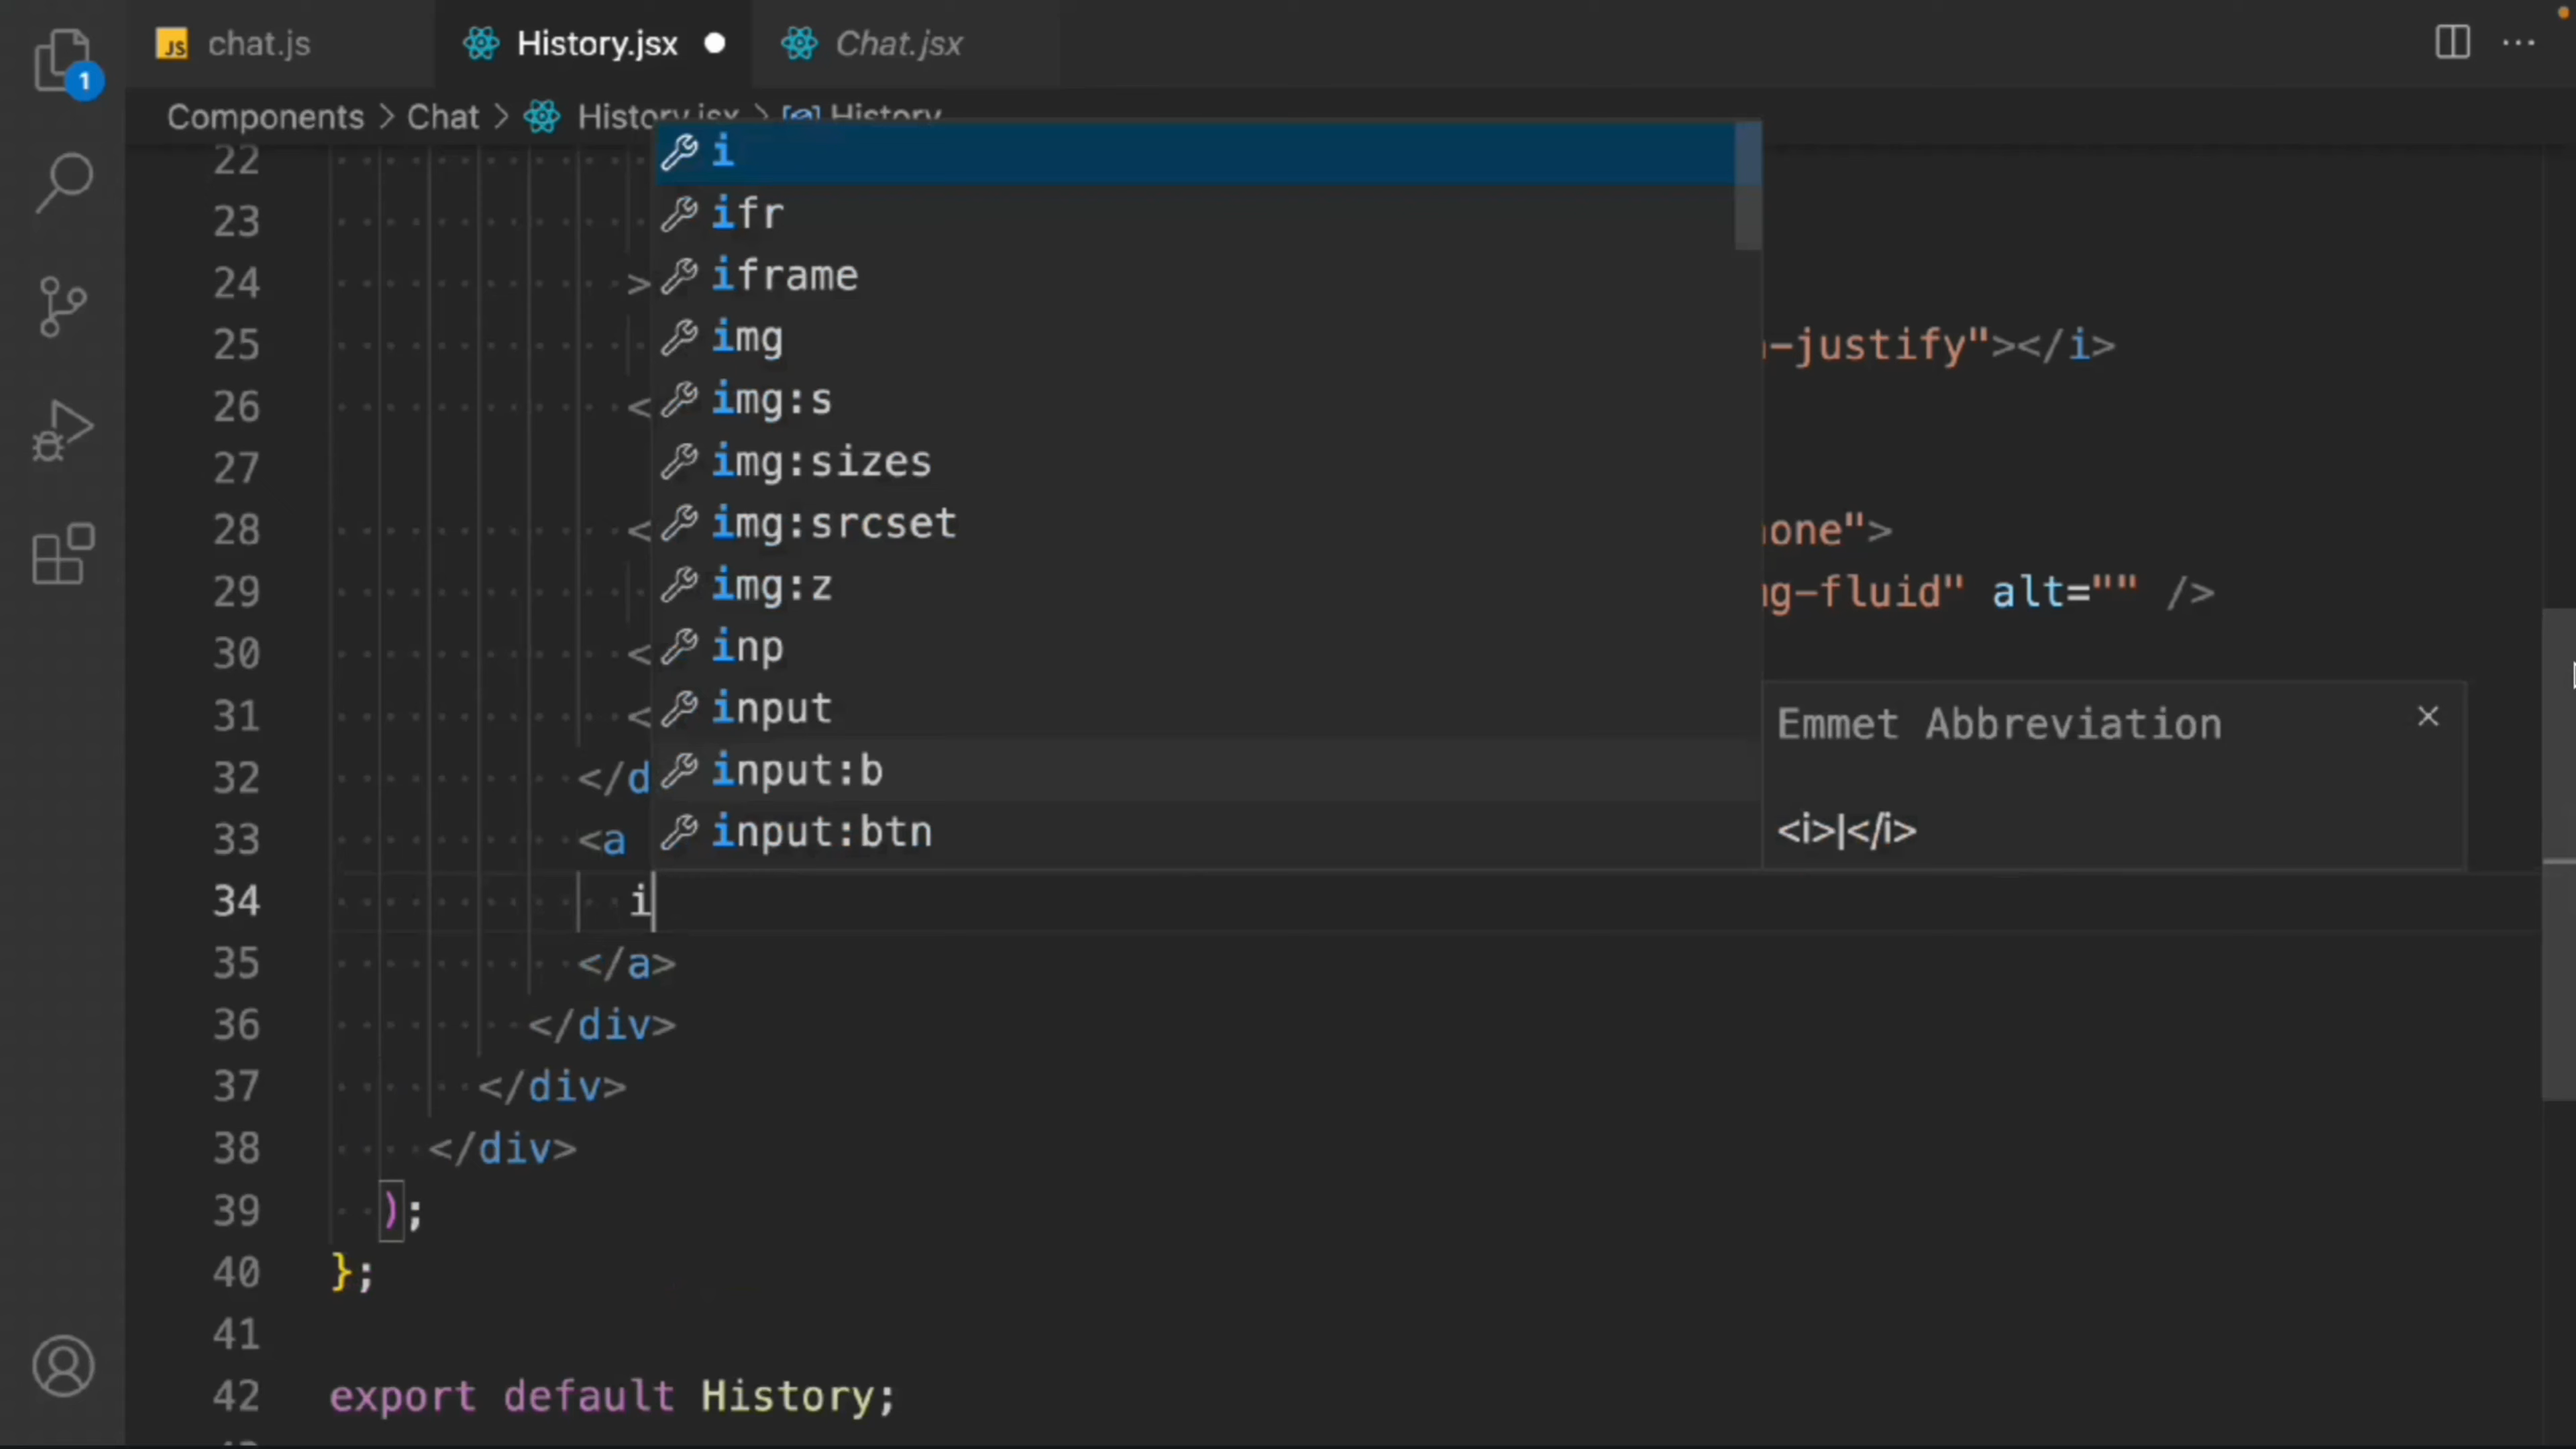 JS chat.js History.jsx Chat.jsx
1
Components > Chat > History.jsx > History
22 i
23 ifr
24 > iframe
25 img -justify"></i>
26 < img:s
27 img:sizes
28 < img:srcset one">
29 img:z g-fluid" alt="" />
30 < inp
31 < input Emmet Abbreviation
32 </d input:b
33 <a input:btn <i>|</i>
34 i
35 </a>
36 </div>
37 </div>
38 </div>
39 );
40 };
41
42 export default History;